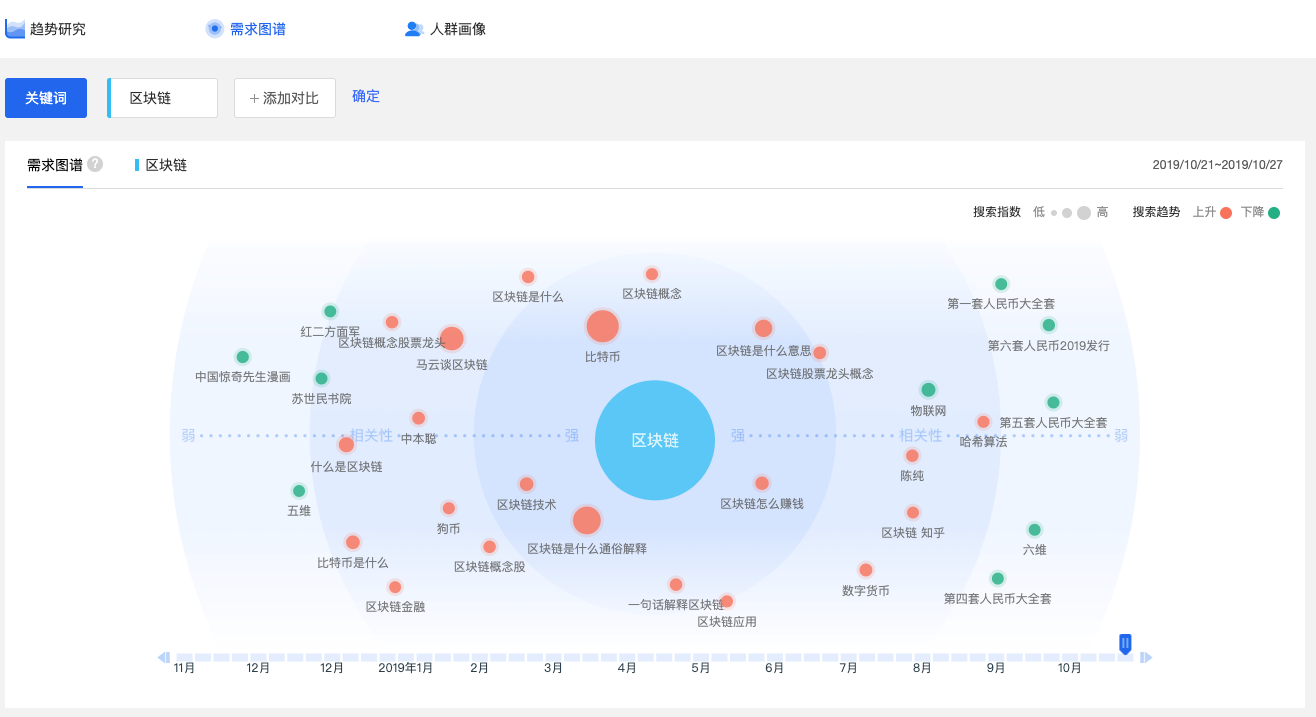 趋势研究
需求图谱
人群画像
关键词
区块链
+ 添加对比
确定
需求图谱 ?
区块链
2019/10/21~2019/10/27
搜索指数 低 高 搜索趋势 上升 下降
区块链是什么
区块链概念
第一套人民币大全套
红二方面军
区块链概念股票龙头
马云谈区块链
比特币
区块链是什么意思
第六套人民币2019发行
中国惊奇先生漫画
区块链股票龙头概念
苏世民书院
物联网
第五套人民币大全套
弱
相关性
中本聪
强
区块链
强
相关性
哈希算法
弱
什么是区块链
陈纯
五维
区块链技术
区块链怎么赚钱
狗币
区块链 知乎
区块链是什么通俗解释
六维
比特币是什么
区块链概念股
数字货币
第四套人民币大全套
区块链金融
一句话解释区块链
区块链应用
11月 12月 12月 2019年1月 2月 3月 4月 5月 6月 7月 8月 9月 10月